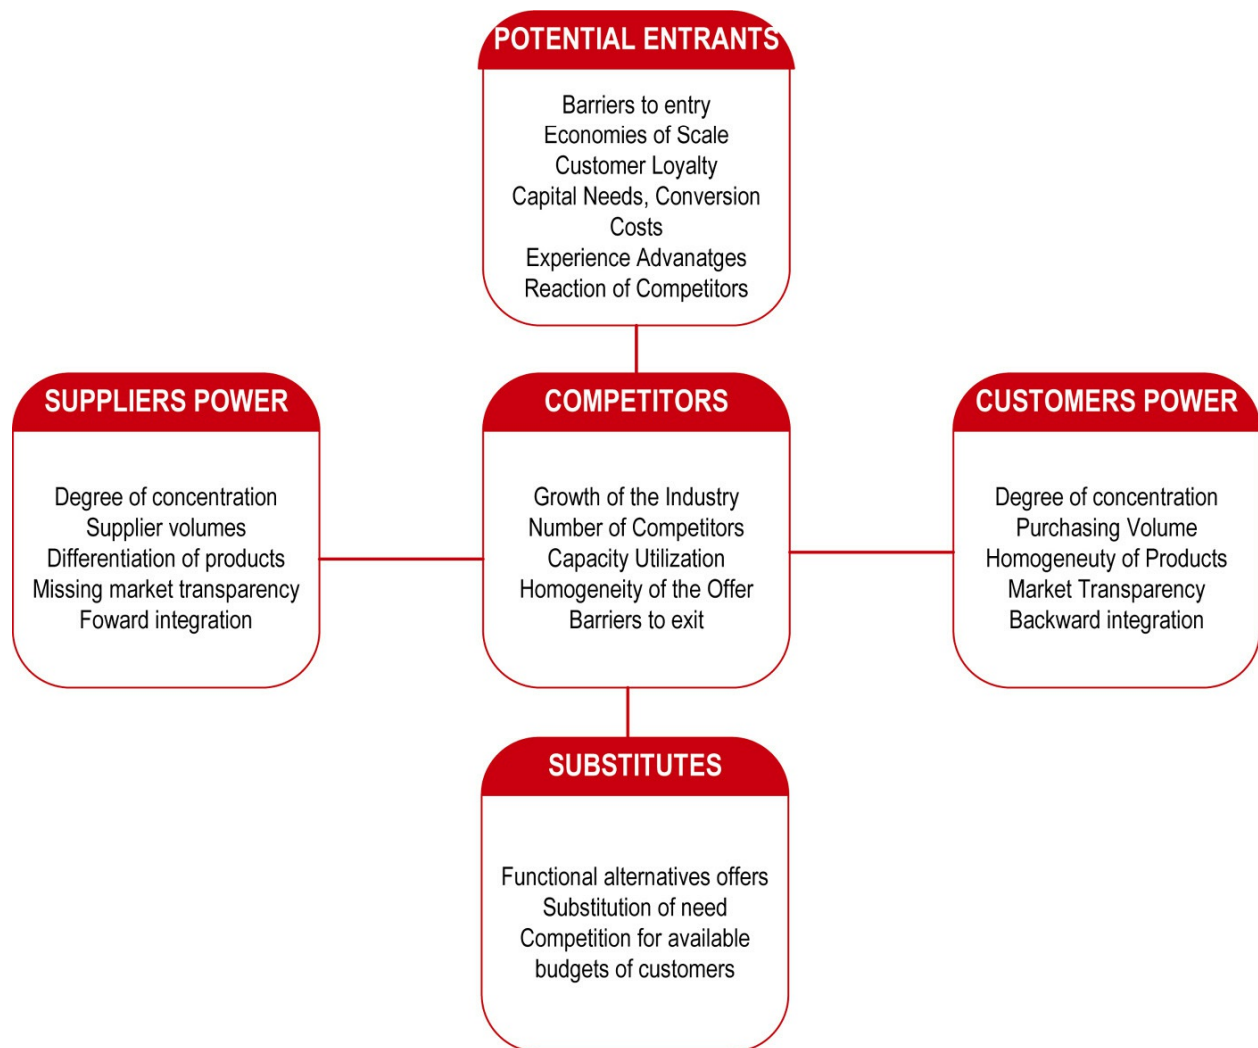 POTENTIAL ENTRANTS
Barriers to entry
Economies of Scale
Customer Loyalty
Capital Needs, Conversion
Costs
Experience Advanatges
Reaction of Competitors
SUPPLIERS POWER
Degree of concentration
Supplier volumes
Differentiation of products
Missing market transparency
Foward integration
COMPETITORS
Growth of the Industry
Number of Competitors
Capacity Utilization
Homogeneity of the Offer
Barriers to exit
CUSTOMERS POWER
Degree of concentration
Purchasing Volume
Homogeneuty of Products
Market Transparency
Backward integration
SUBSTITUTES
Functional alternatives offers
Substitution of need
Competition for available
budgets of customers